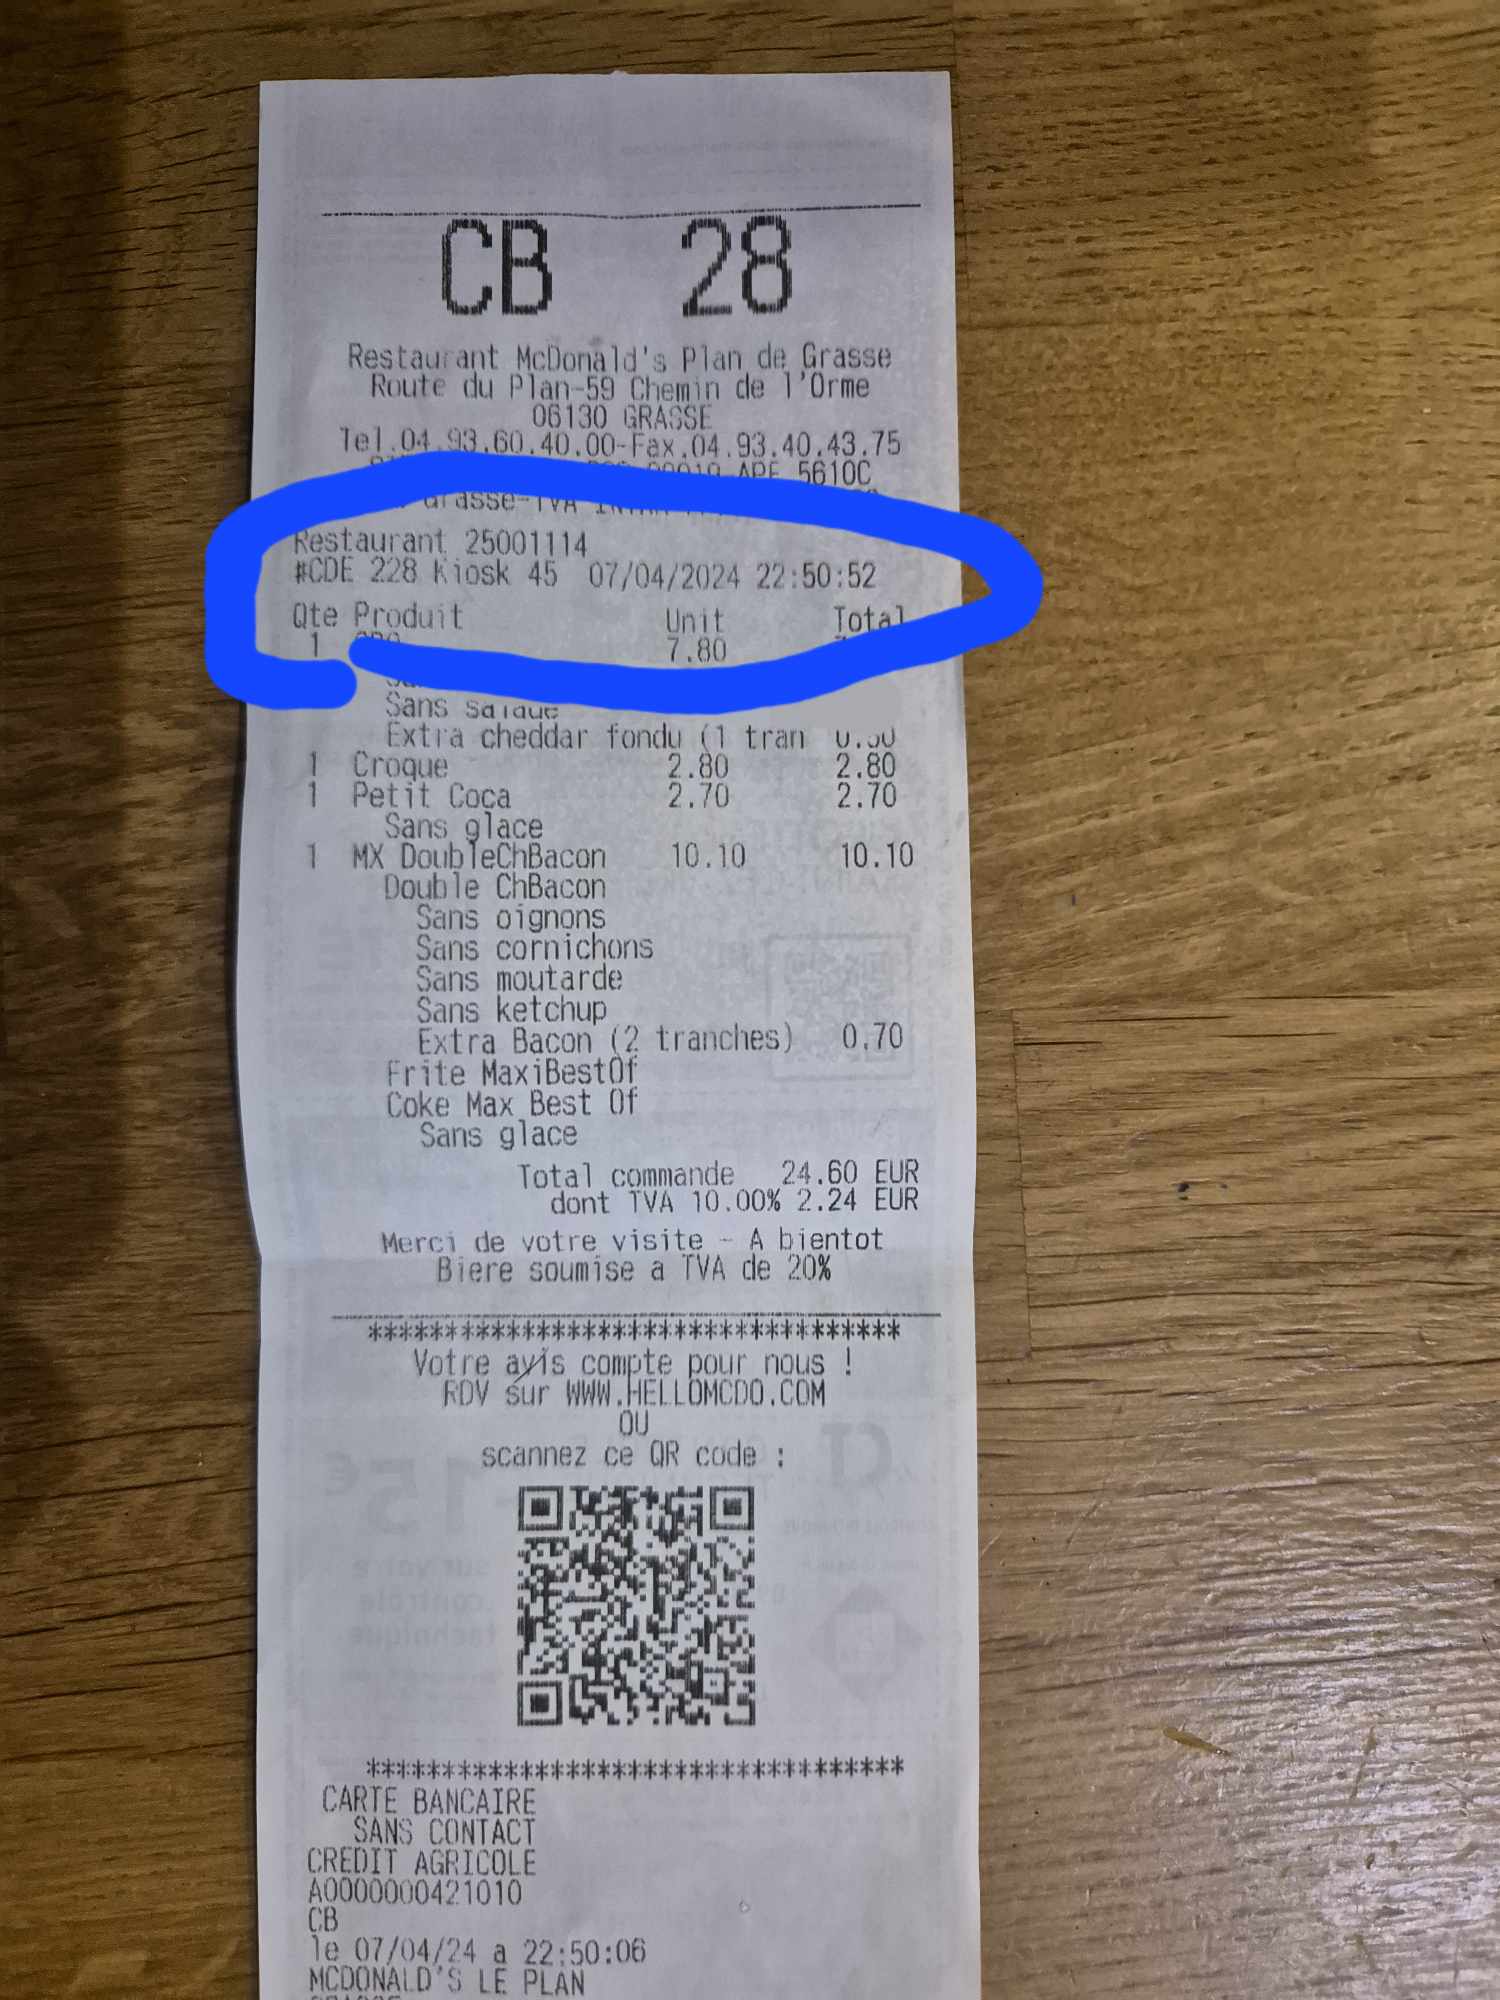 CB 28
Restaurant McDonald's Plan de Grasse
Route du Plan-59 Chemin de l'Orme
06130 GRASSE
Tel.04.93.60.40.00-Fax.04.93.40.43.75
APE 5610C
Grasse-TVA
Restaurant 25001114
#CDE 228 Kiosk 45 07/04/2024 22:50:52
Qte Produit Unit Total
1 7.80
Sans salade
Extra cheddar fondu (1 tran
1 Croque 2.80 2.80
1 Petit Coca 2.70 2.70
Sans glace
1 MX DoubleChBacon 10.10 10.10
Double ChBacon
Sans oignons
Sans cornichons
Sans moutarde
Sans ketchup
Extra Bacon (2 tranches) 0.70
Frite MaxiBestOf
Coke Max Best Of
Sans glace
Total commande 24.60 EUR
dont TVA 10.00% 2.24 EUR
Merci de votre visite - A bientot
Biere soumise a TVA de 20%
***********************************
Votre avis compte pour nous !
RDV sur WWW.HELLOMCDO.COM
OU
scannez ce QR code :
***********************************
CARTE BANCAIRE
SANS CONTACT
CREDIT AGRICOLE
A0000000421010
CB
le 07/04/24 a 22:50:06
MCDONALD'S LE PLAN